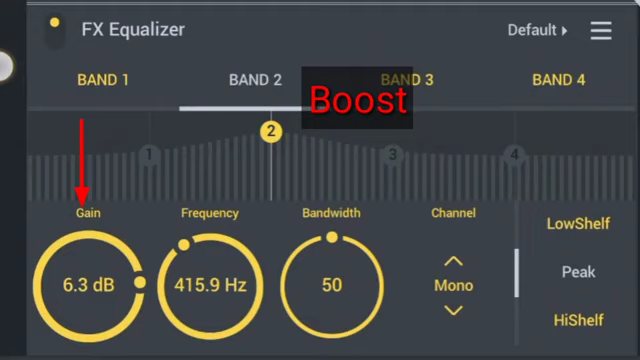 FX Equalizer
Default
BAND 1 BAND 2 BAND 3 BAND 4
Boost
1 2 3 4
Gain Frequency Bandwidth Channel
LowShelf
6.3 dB 415.9 Hz 50 Mono
Peak
HiShelf